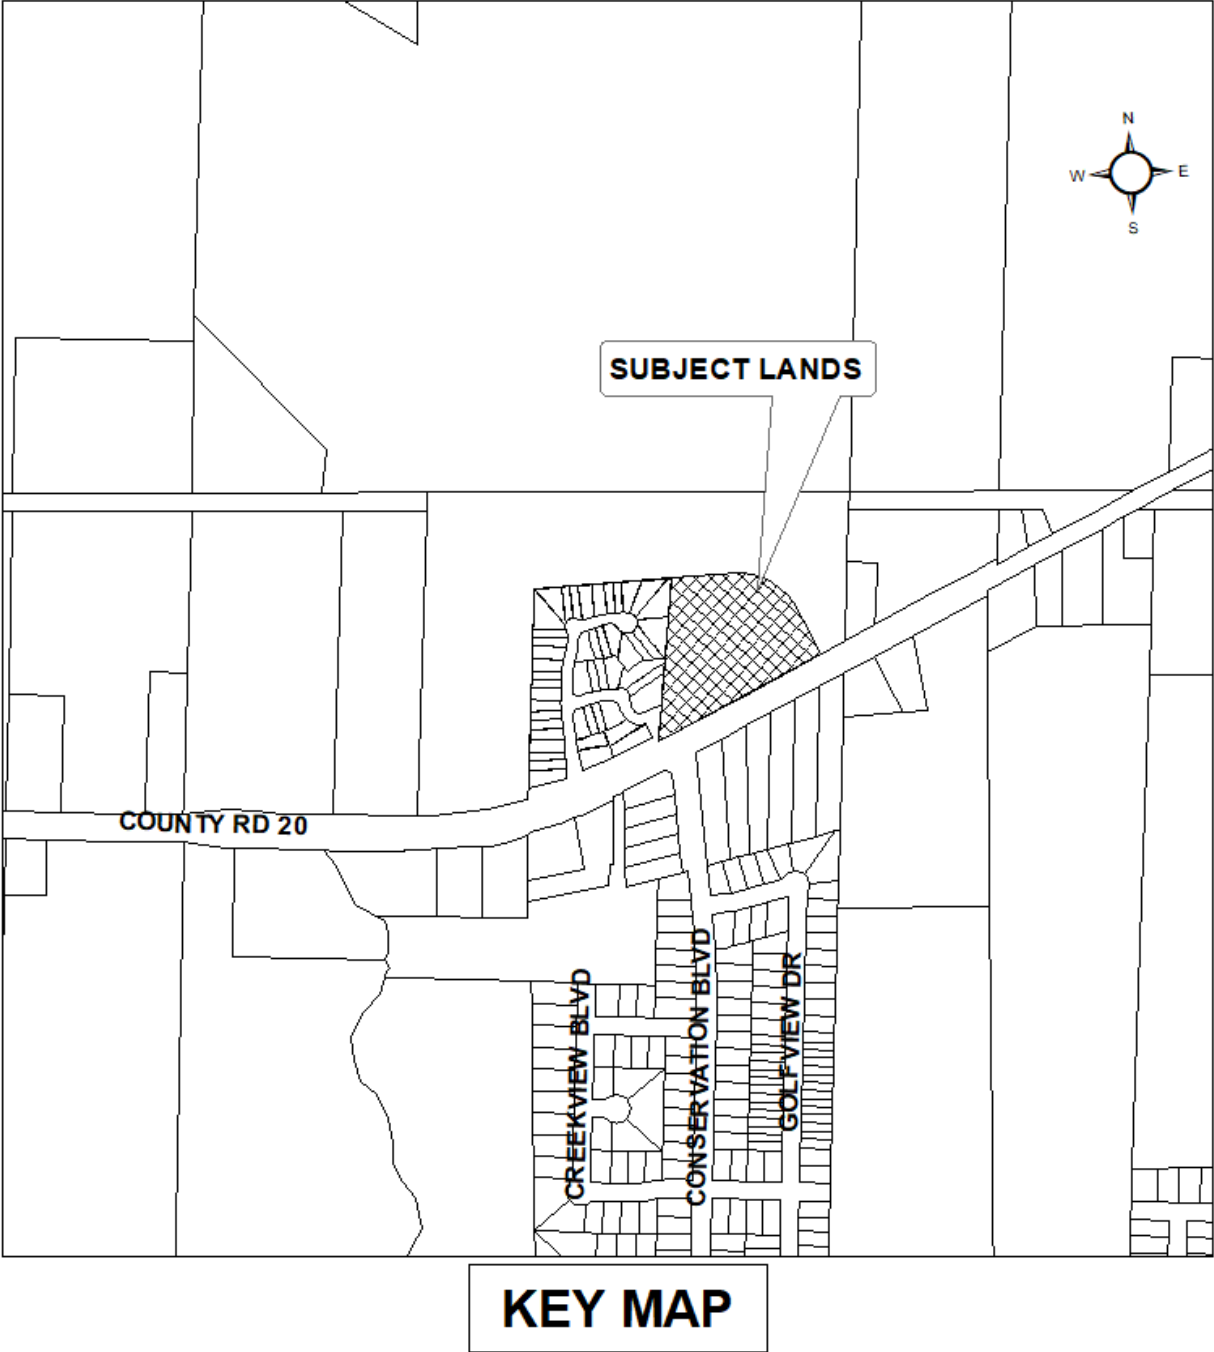 N
W
E
S
SUBJECT LANDS
COUNTY RD 20
CREEKVIEW BLVD
CONSERVATION BLVD
GOLFVIEW DR
KEY MAP